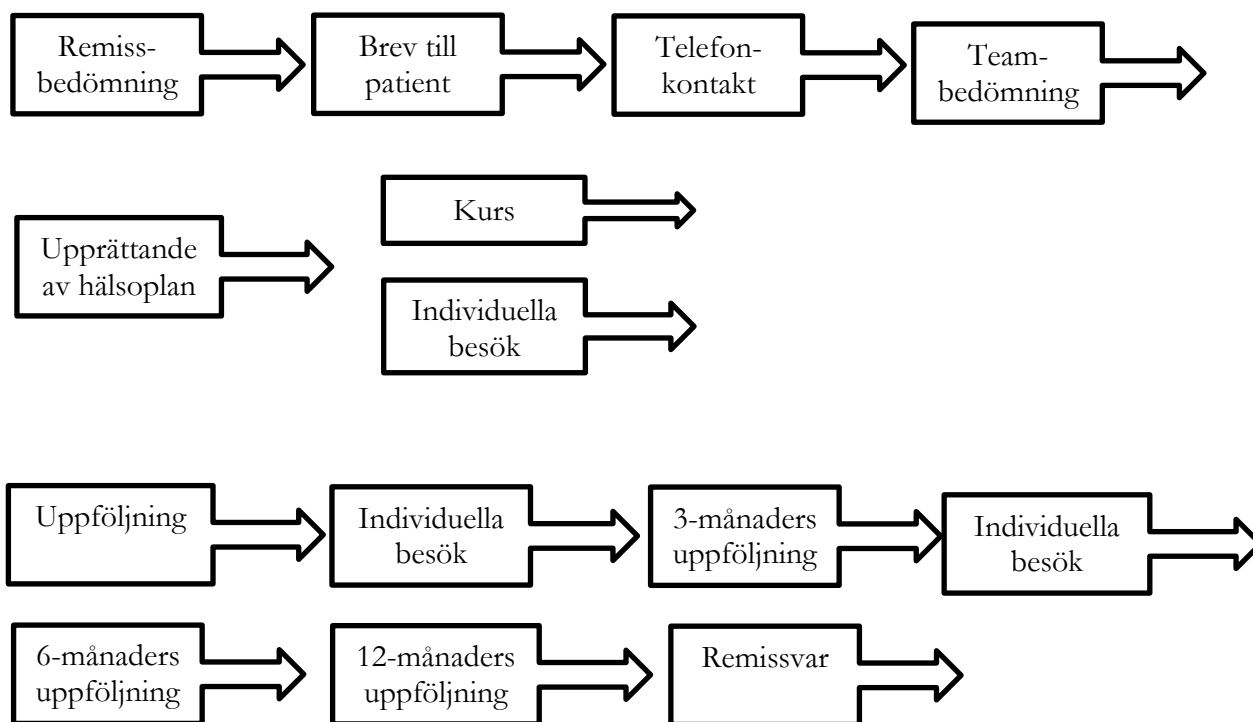 Remiss-
bedömning
Brev till
patient
Telefon-
kontakt
Team-
bedömning
Upprättande
av hälsoplan
Kurs
Individuella
besök
Uppföljning
Individuella
besök
3-månaders
uppföljning
Individuella
besök
6-månaders
uppföljning
12-månaders
uppföljning
Remissvar